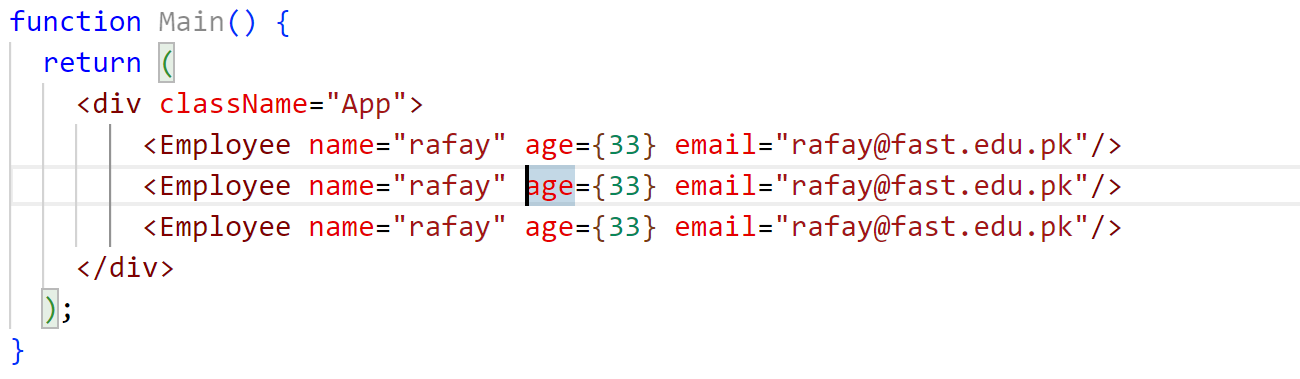 function Main() {
  return (
    <div className="App">
        <Employee name="rafay" age={33} email="rafay@fast.edu.pk"/>
        <Employee name="rafay" age={33} email="rafay@fast.edu.pk"/>
        <Employee name="rafay" age={33} email="rafay@fast.edu.pk"/>
    </div>
  );
}